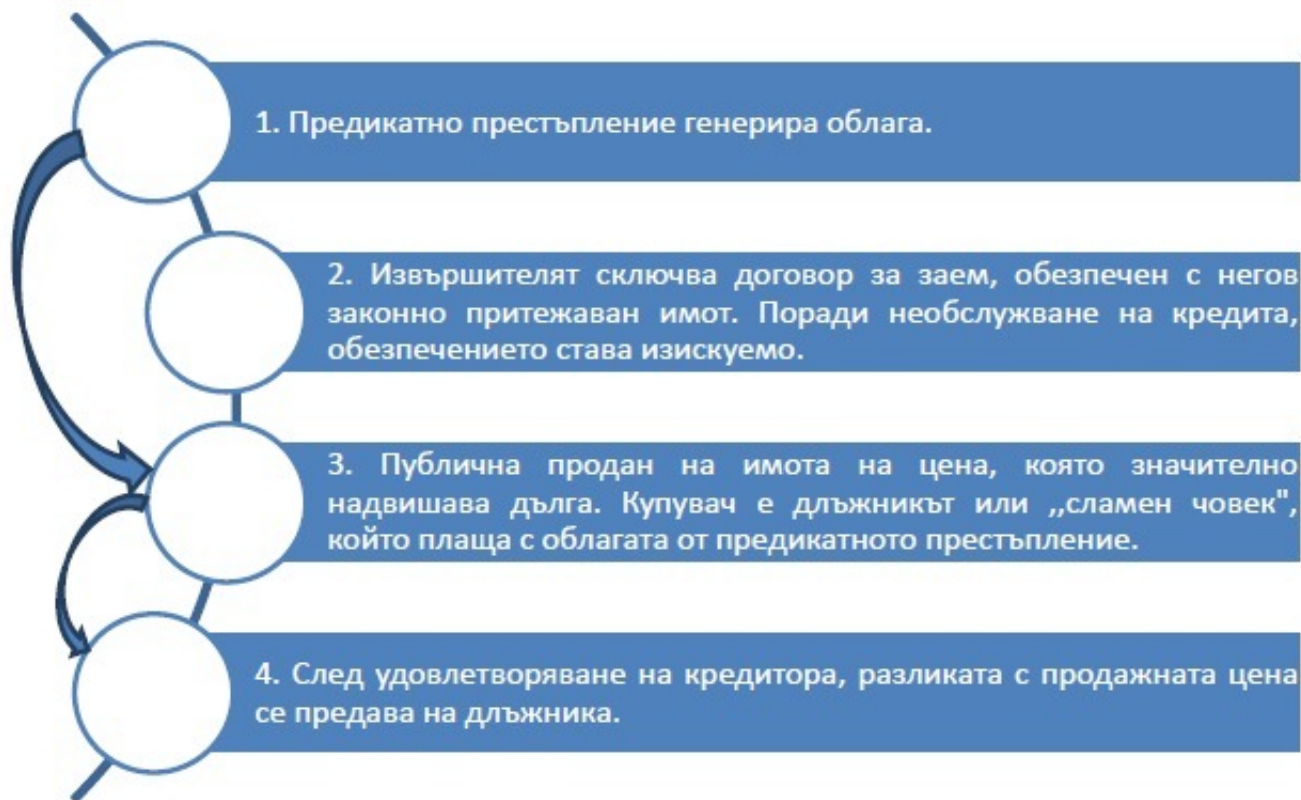 1. Предикатно престъпление генерира облага.
2. Извършителят сключва договор за заем, обезпечен с негов
законно притежаван имот. Поради необслужване на кредита,
обезпечението става изискуемо.
3. Публична продан на имота на цена, която значително
надвишава дълга. Купувач е длъжникът или ,,сламен човек",
който плаща с облагата от предикатното престъпление.
4. След удовлетворяване на кредитора, разликата с продажната цена
се предава на длъжника.